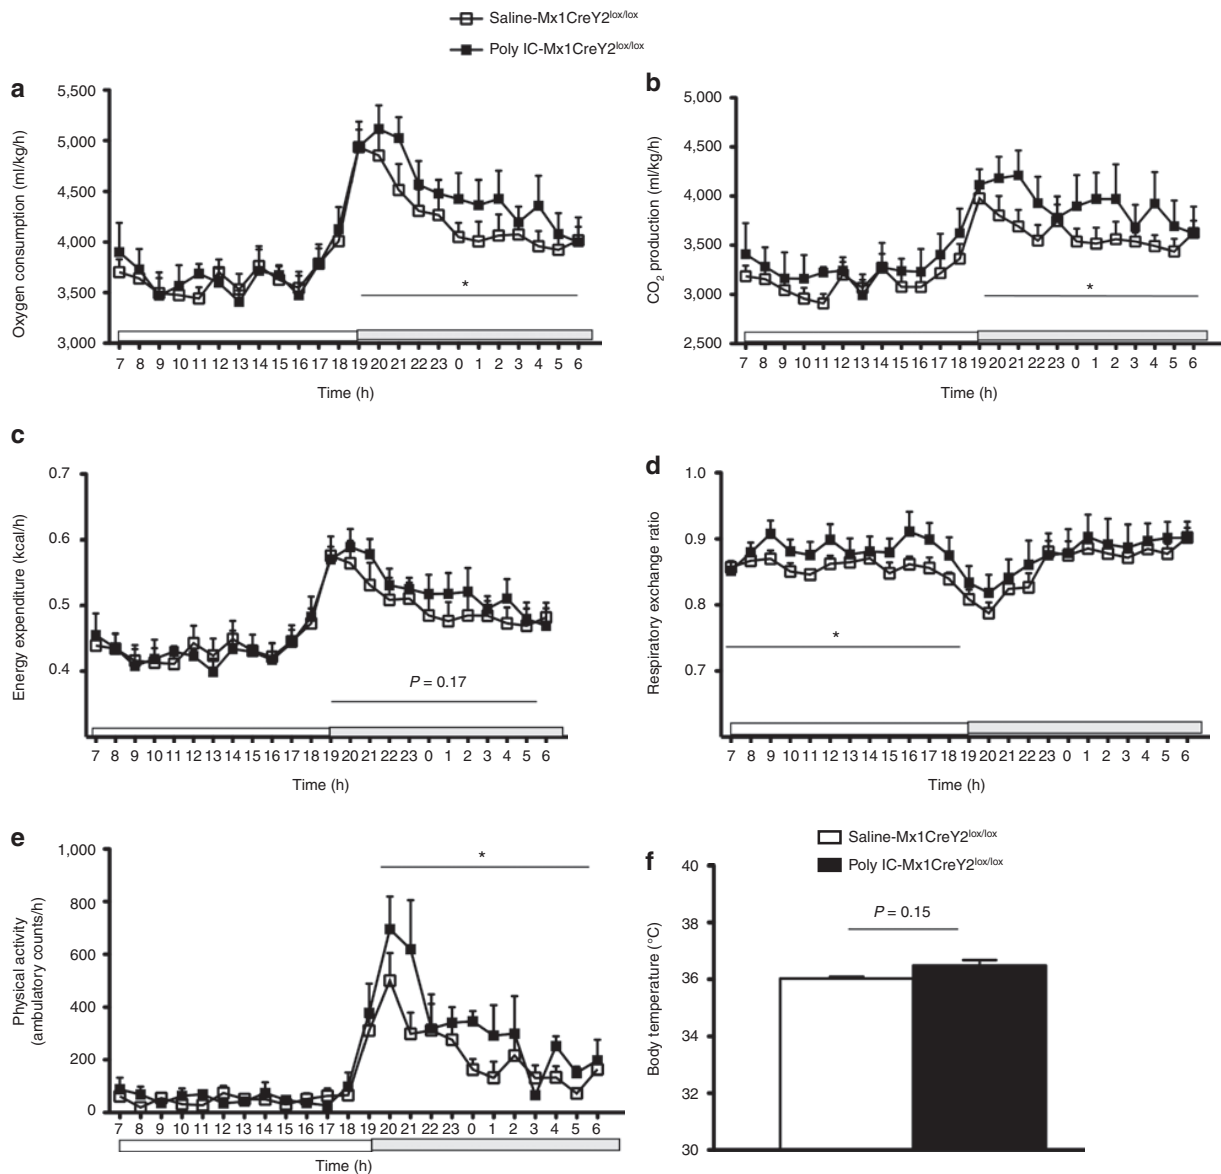 Saline-Mx1CreY2lox/lox
Poly IC-Mx1CreY2lox/lox
a
Oxygen consumption (ml/kg/h)
5,500
5,000
4,500
4,000
3,500
3,000
*
7 8 9 10 11 12 13 14 15 16 17 18 19 20 21 22 23 0 1 2 3 4 5 6
Time (h)
b
CO2 production (ml/kg/h)
5,000
4,500
4,000
3,500
3,000
2,500
*
7 8 9 10 11 12 13 14 15 16 17 18 19 20 21 22 23 0 1 2 3 4 5 6
Time (h)
c
Energy expenditure (kcal/h)
0.7
0.6
0.5
0.4
P = 0.17
7 8 9 10 11 12 13 14 15 16 17 18 19 20 21 22 23 0 1 2 3 4 5 6
Time (h)
d
Respiratory exchange ratio
1.0
0.9
0.8
0.7
*
7 8 9 10 11 12 13 14 15 16 17 18 19 20 21 22 23 0 1 2 3 4 5 6
Time (h)
e
Physical activity
(ambulatory counts/h)
1,000
800
600
400
200
0
*
7 8 9 10 11 12 13 14 15 16 17 18 19 20 21 22 23 0 1 2 3 4 5 6
Time (h)
f
Saline-Mx1CreY2lox/lox
Poly IC-Mx1CreY2lox/lox
Body temperature (°C)
40
38
36
34
32
30
P = 0.15